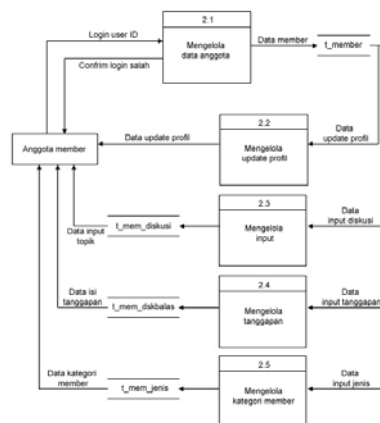 2.1
Login user ID
Mengelola
data anggota
Data member
t_member
Confrim login salah
2.2
Data update profil
Data
update profil
Anggota member
Mengelola
update profil
2.3
Data
input diskusi
t_mem_diskusi
Mengelola
input
Data input
topik
2.4
Data
input tanggapan
Data isi
tanggapan
t_mem_dskbalas
Mengelola
tanggapan
2.5
Data
input jenis
Data kategori
member
t_mem_jenis
Mengelola
kategori member